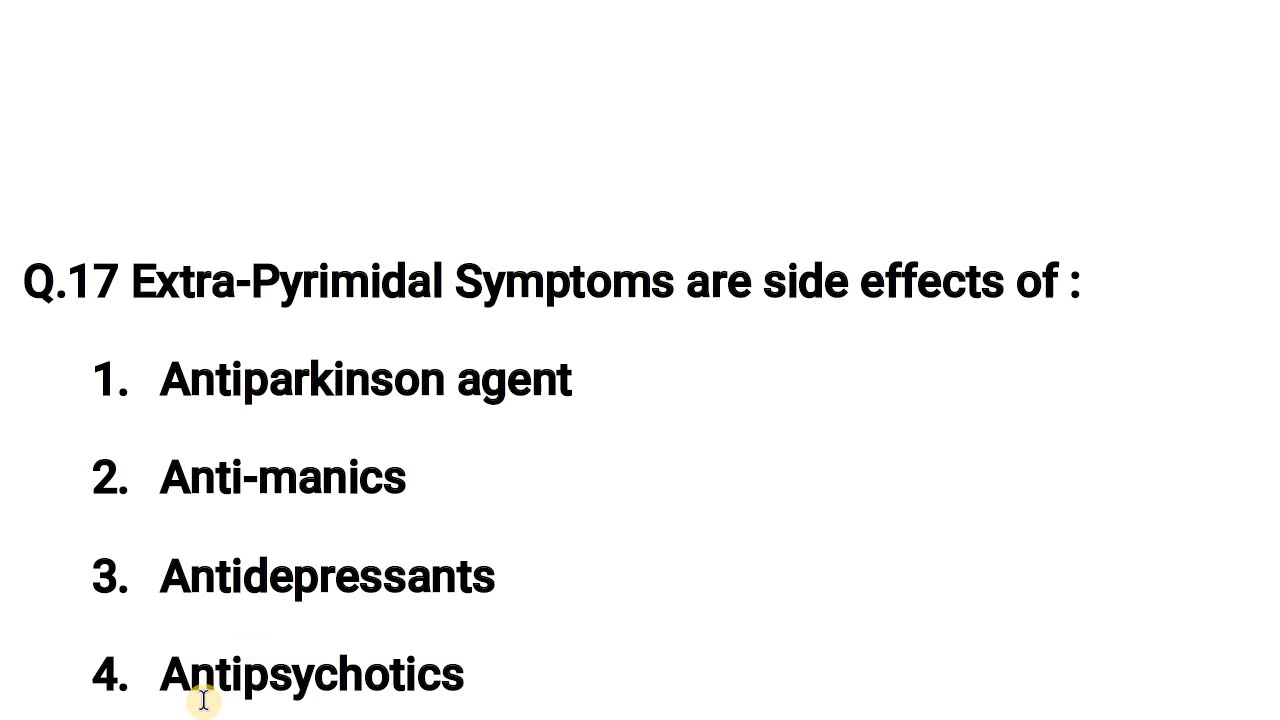 Q.17 Extra-Pyrimidal Symptoms are side effects of :
1. Antiparkinson agent
2. Anti-manics
3. Antidepressants
4. Antipsychotics